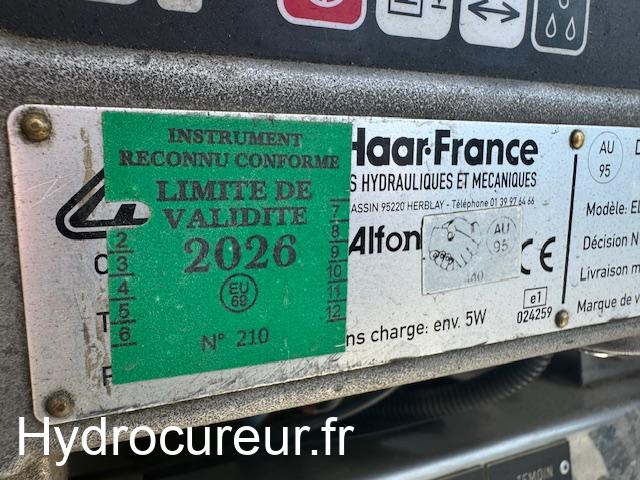 INSTRUMENT
RECONNU CONFORME
LIMITE DE
VALIDITE
2026
2
3
4
5
6
7
8
9
10
11
12
EU
69
N° 210
Haar-France
S HYDRAULIQUES ET MECANIQUES
ASSIN 95220 HERBLAY - Téléphone 01 39 97 64 66
Alfon
AU
95
CE
ns charge: env. 5W
e1
024259
AU
95
D
Modèle: E
Décision N
Livraison m
Marque de v
TEMOIN
Hydrocureur.fr